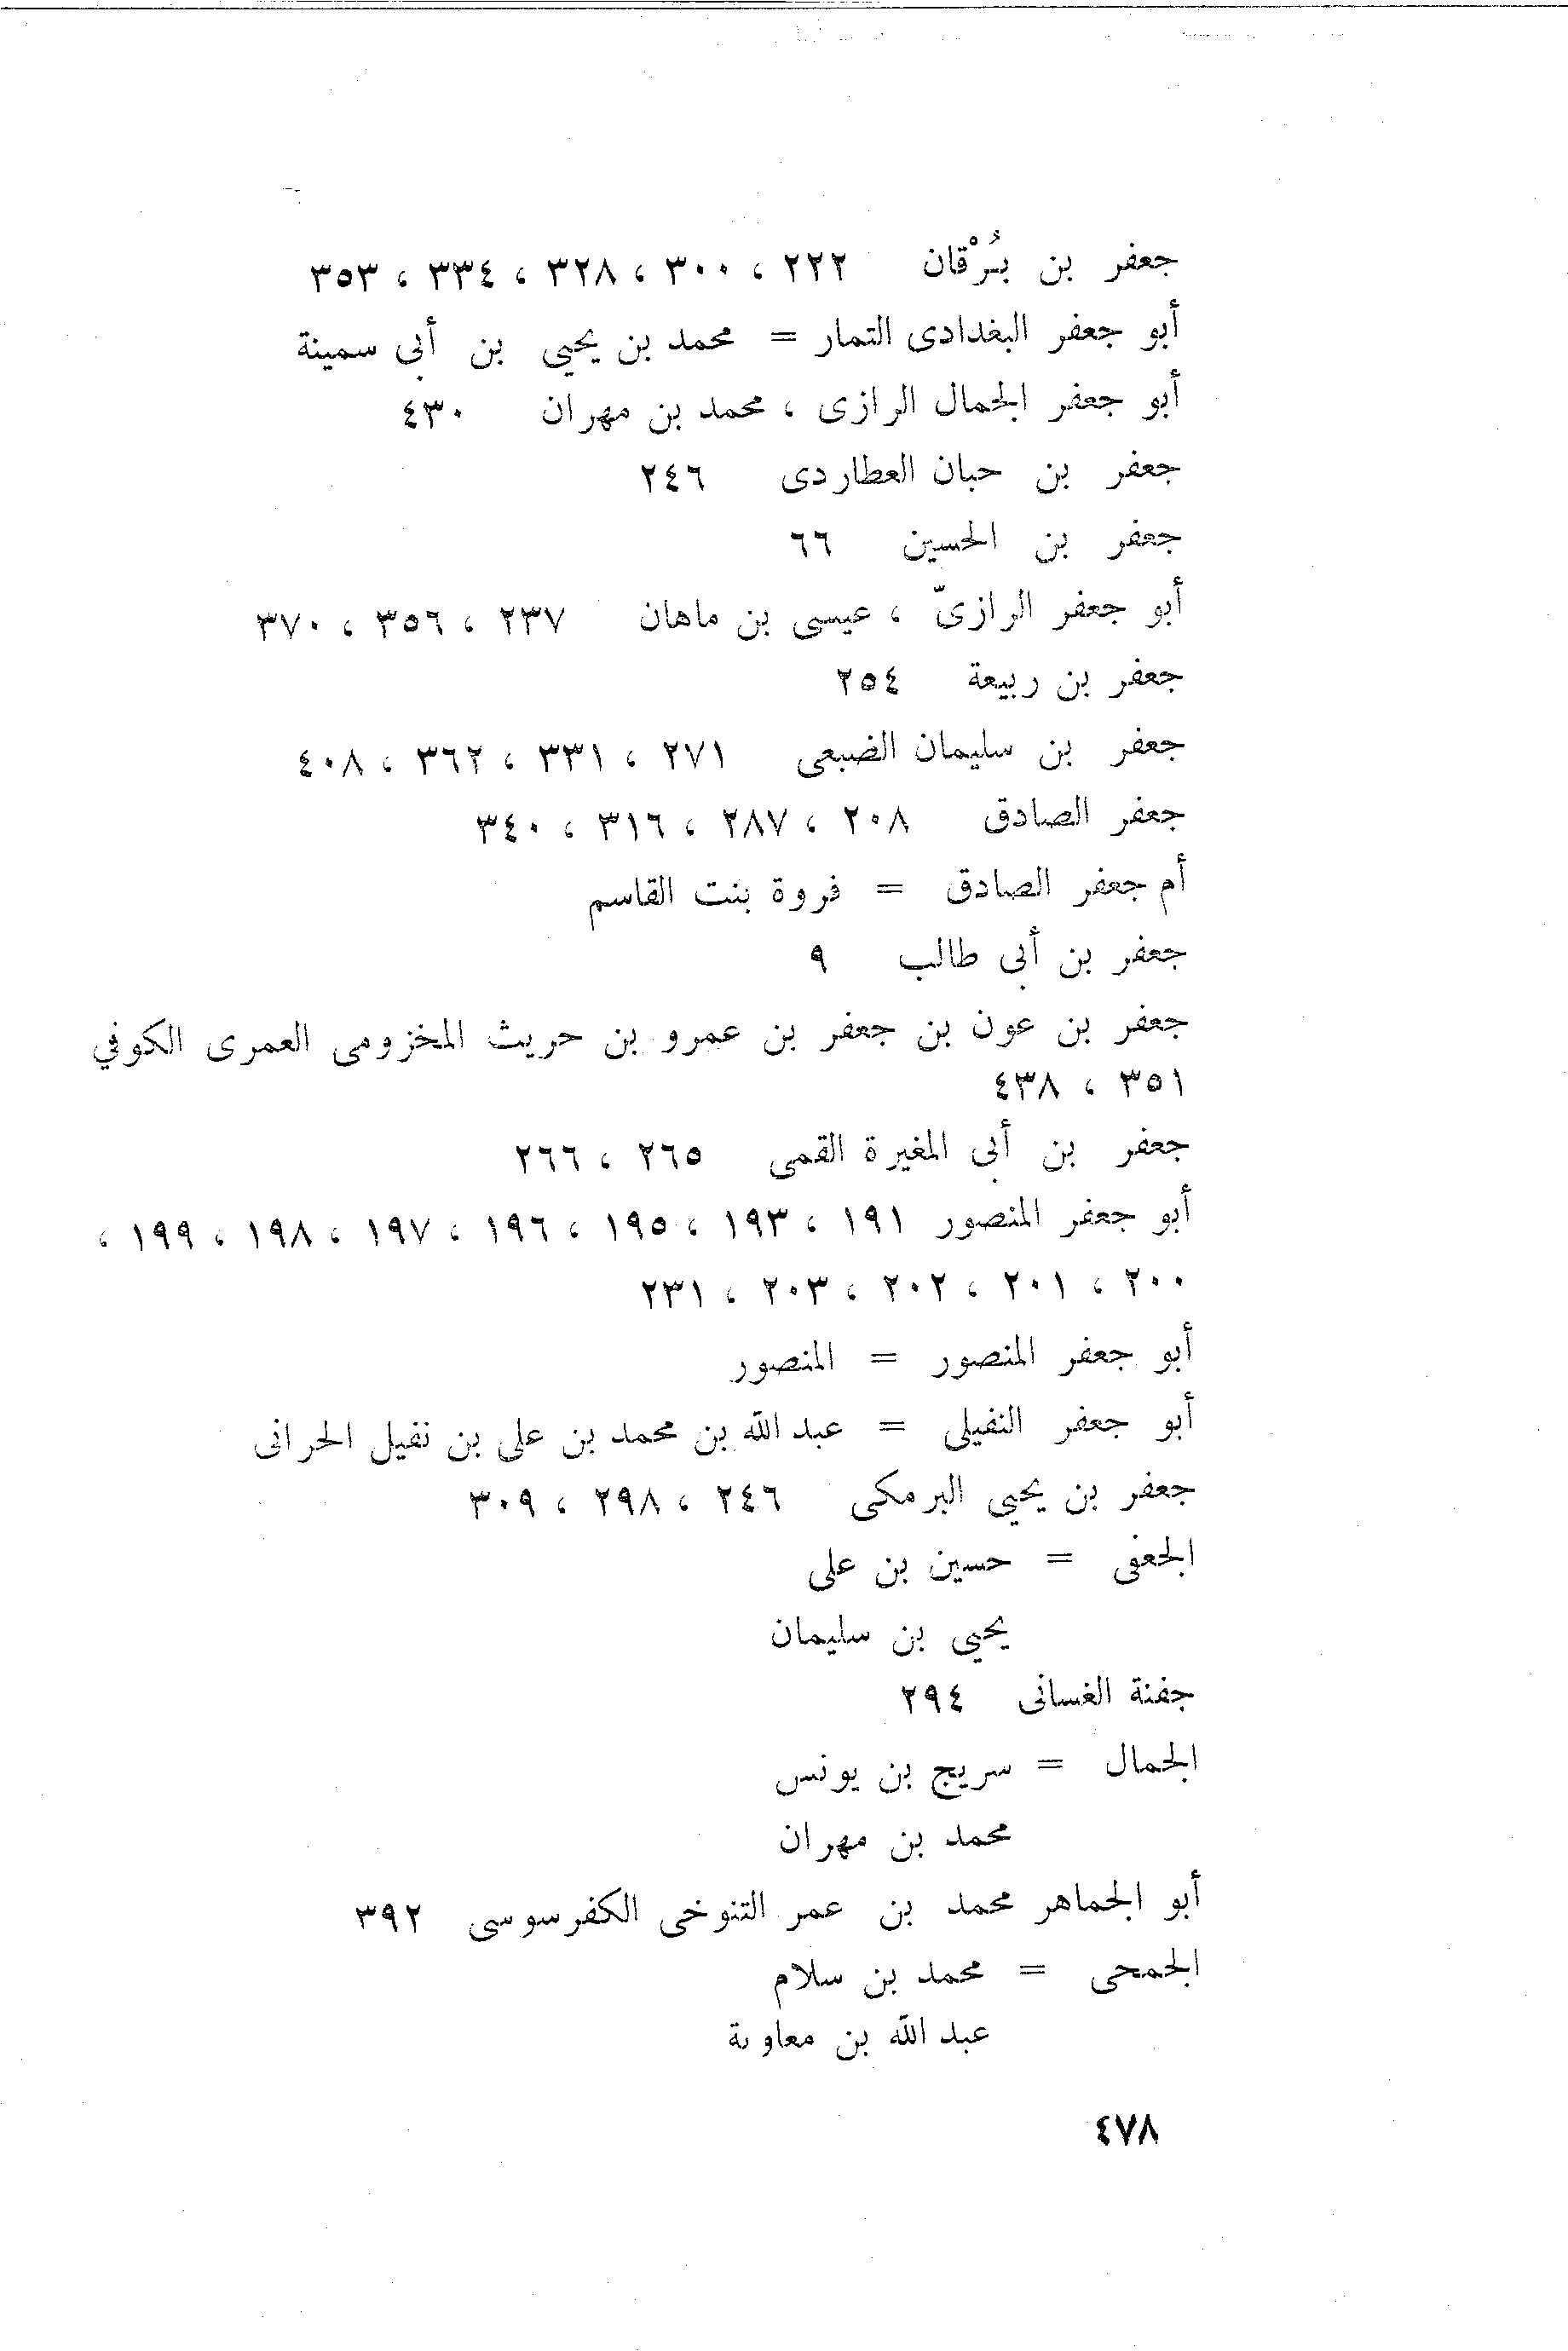 جعفر بن بُرْقان ٢٢٢ ، ٣٠٠ ، ٣٢٨ ، ٣٣٤ ، ٣٥٣
أبو جعفر البغدادى التمار = محمد بن يحيى بن أبى سمينة
أبو جعفر الجمال الرازى ، محمد بن مهران ٤٣٠
جعفر بن حبان العطاردى ٢٤٦
جعفر بن الحسين ٦٦
أبو جعفر الرازىّ ، عيسى بن ماهان ٢٣٧ ، ٣٥٦ ، ٣٧٠
جعفر بن ربيعة ٢٥٤
جعفر بن سليمان الضبعى ٢٧١ ، ٣٣١ ، ٣٦٢ ، ٤٠٨
جعفر الصادق ٢٠٨ ، ٢٨٧ ، ٣١٦ ، ٣٤٠
أم جعفر الصادق = فروة بنت القاسم
جعفر بن أبى طالب ٩
جعفر بن عون بن جعفر بن عمرو بن حريث المخزومى العمرى الكوفي
٣٥١ ، ٤٣٨
جعفر بن أبى المغيرة القمى ٢٦٥ ، ٢٦٦
أبو جعفر المنصور ١٩١ ، ١٩٣ ، ١٩٥ ، ١٩٦ ، ١٩٧ ، ١٩٨ ، ١٩٩ ،
٢٠٠ ، ٢٠١ ، ٢٠٢ ، ٢٠٣ ، ٢٣١
أبو جعفر المنصور = المنصور
أبو جعفر النفيلى = عبد الله بن محمد بن على بن نفيل الحرانى
جعفر بن يحيى البرمكى ٢٤٦ ، ٢٩٨ ، ٣٠٩
الجعفى = حسين بن على
يحيى بن سليمان
جفنة الغسانى ٢٩٤
الجمال = سريج بن يونس
محمد بن مهران
أبو الجماهر محمد بن عمر التنوخى الكفرسوسى ٣٩٢
الجمحى = محمد بن سلام
عبد الله بن معاوية
٤٧٨